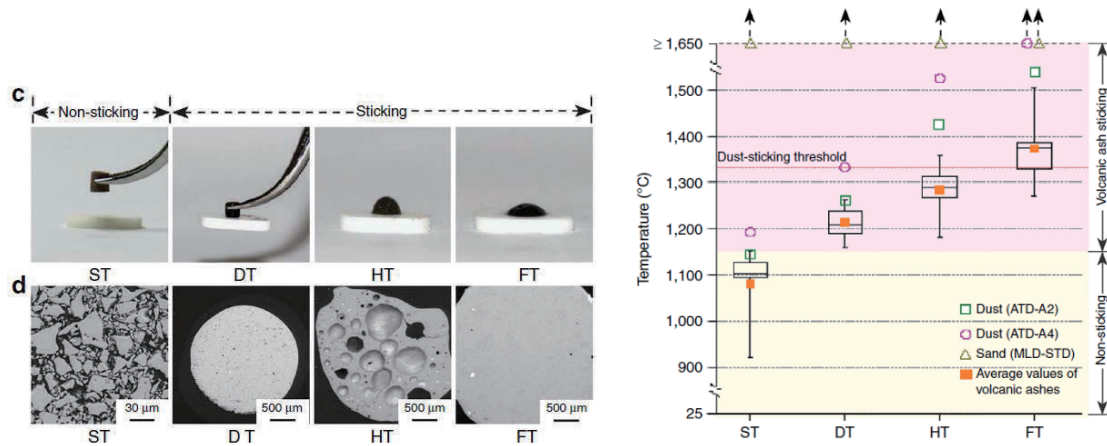 c
Non-sticking
Sticking
ST
DT
HT
FT
d
30 μm
500 μm
500 μm
500 μm
ST
D T
HT
FT
≥ 1,650
1,500
1,400
1,300
1,200
1,100
1,000
900
25
Temperature (°C)
Dust-sticking threshold
Dust (ATD-A2)
Dust (ATD-A4)
Sand (MLD-STD)
Average values of
volcanic ashes
Volcanic ash sticking
Non-sticking
ST
DT
HT
FT